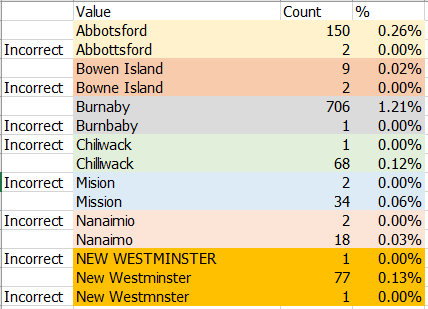 Value Count %
Abbotsford 150 0.26%
Incorrect Abbottsford 2 0.00%
Bowen Island 9 0.02%
Incorrect Bowne Island 2 0.00%
Burnaby 706 1.21%
Incorrect Burnbaby 1 0.00%
Incorrect Chiliwack 1 0.00%
Chilliwack 68 0.12%
Incorrect Mision 2 0.00%
Mission 34 0.06%
Incorrect Nanaimio 2 0.00%
Nanaimo 18 0.03%
Incorrect NEW WESTMINSTER 1 0.00%
New Westminster 77 0.13%
Incorrect New Westmnster 1 0.00%